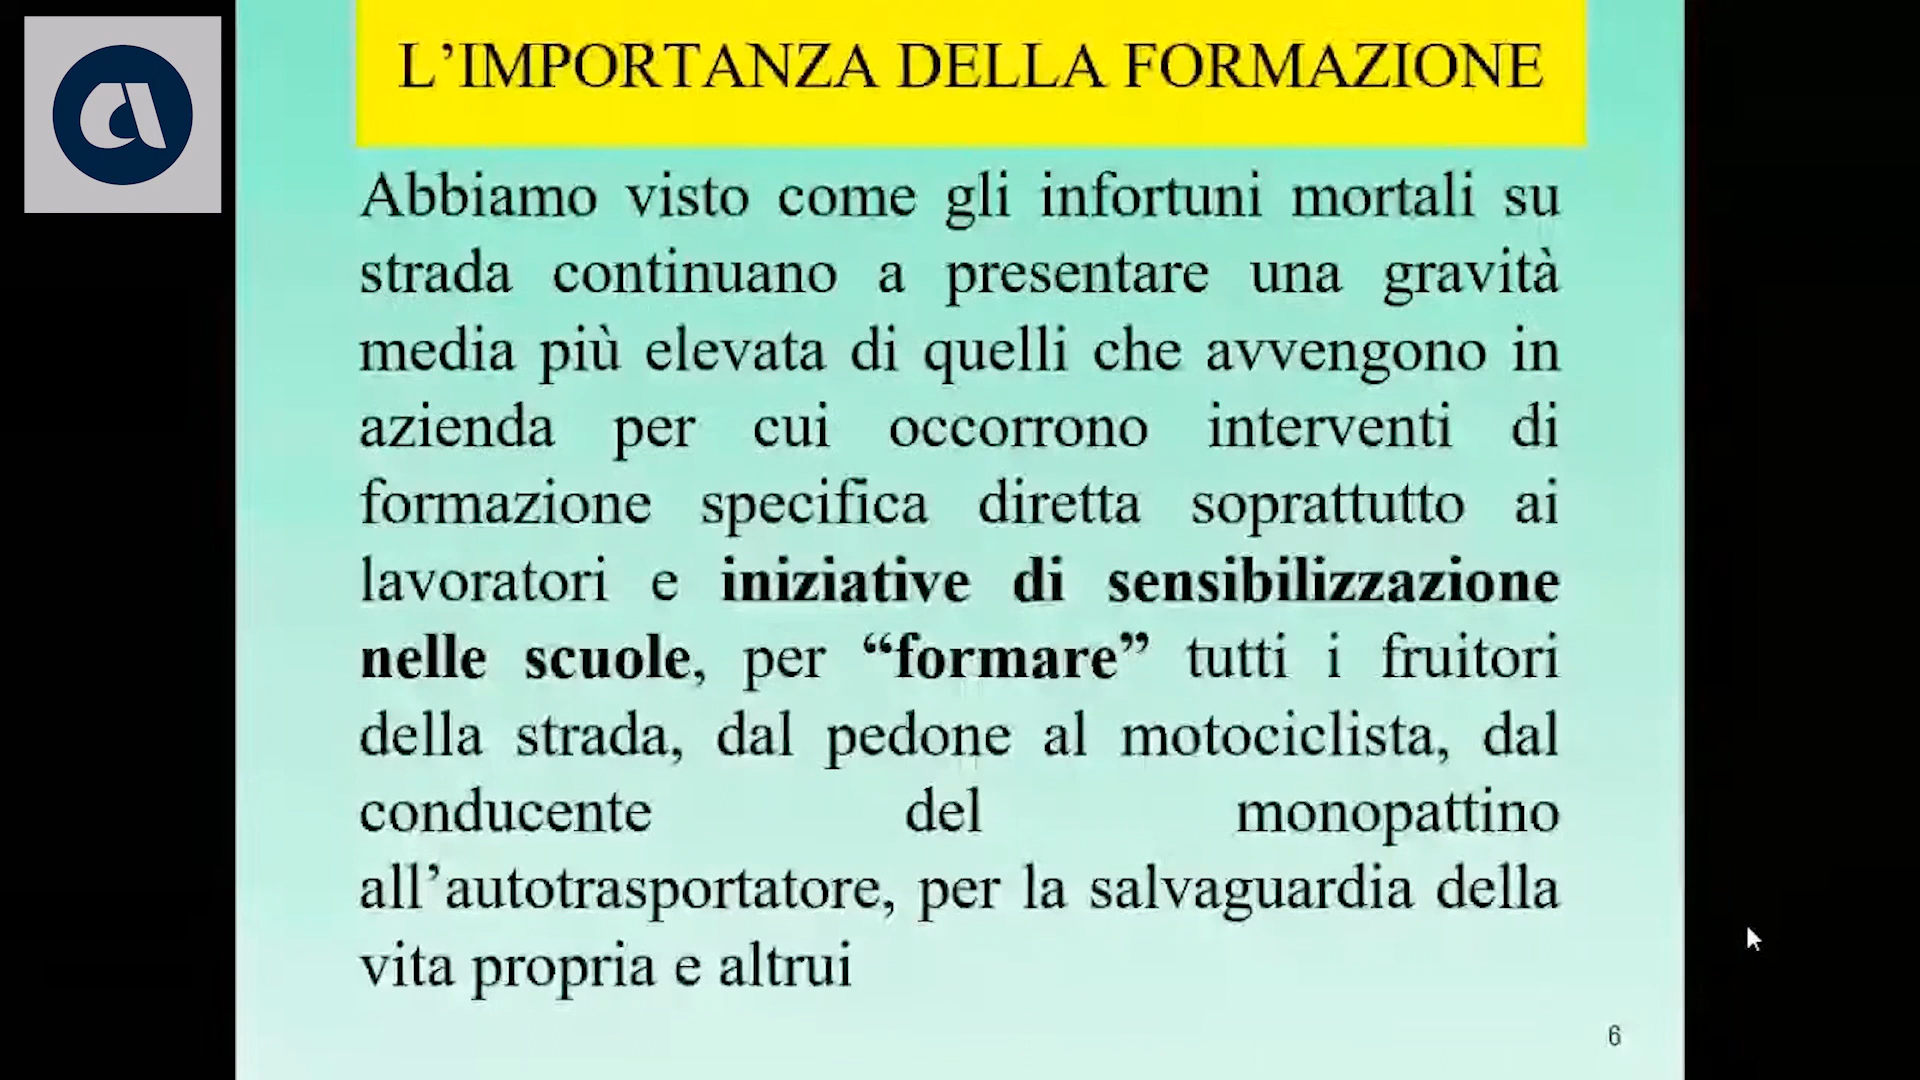 L’IMPORTANZA DELLA FORMAZIONE
Abbiamo visto come gli infortuni mortali su
strada continuano a presentare una gravità
media più elevata di quelli che avvengono in
azienda per cui occorrono interventi di
formazione specifica diretta soprattutto ai
lavoratori e iniziative di sensibilizzazione
nelle scuole, per “formare” tutti i fruitori
della strada, dal pedone al motociclista, dal
conducente del monopattino
all’autotrasportatore, per la salvaguardia della
vita propria e altrui
6